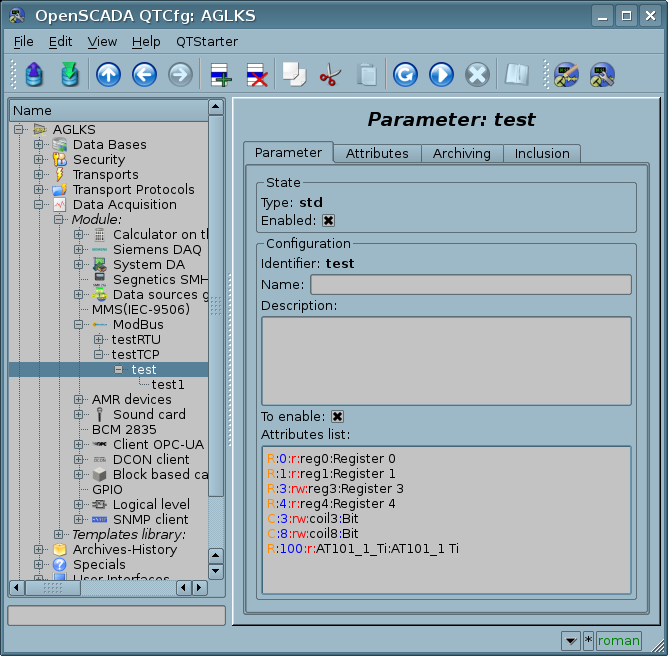 OpenSCADA QTCfg: AGLKS
File Edit View Help QTStarter
Name
AGLKS
Data Bases
Security
Transports
Transport Protocols
Data Acquisition
Module:
Calculator on th
Siemens DAQ
System DA
Segnetics SMH
Data sources g
MMS(IEC-9506)
ModBus
testRTU
testTCP
test
test1
AMR devices
Sound card
BCM 2835
Client OPC-UA
DCON client
Block based ca
GPIO
Logical level
SNMP client
Templates library:
Archives-History
Specials
User Interfaces
Parameter: test
Parameter Attributes Archiving Inclusion
State
Type: std
Enabled:
Configuration
Identifier: test
Name:
Description:
To enable:
Attributes list:
R:0:r:reg0:Register 0
R:1:r:reg1:Register 1
R:3:rw:reg3:Register 3
R:4:r:reg4:Register 4
C:3:rw:coil3:Bit
C:8:rw:coil8:Bit
R:100:r:AT101_1_Ti:AT101_1 Ti
* roman